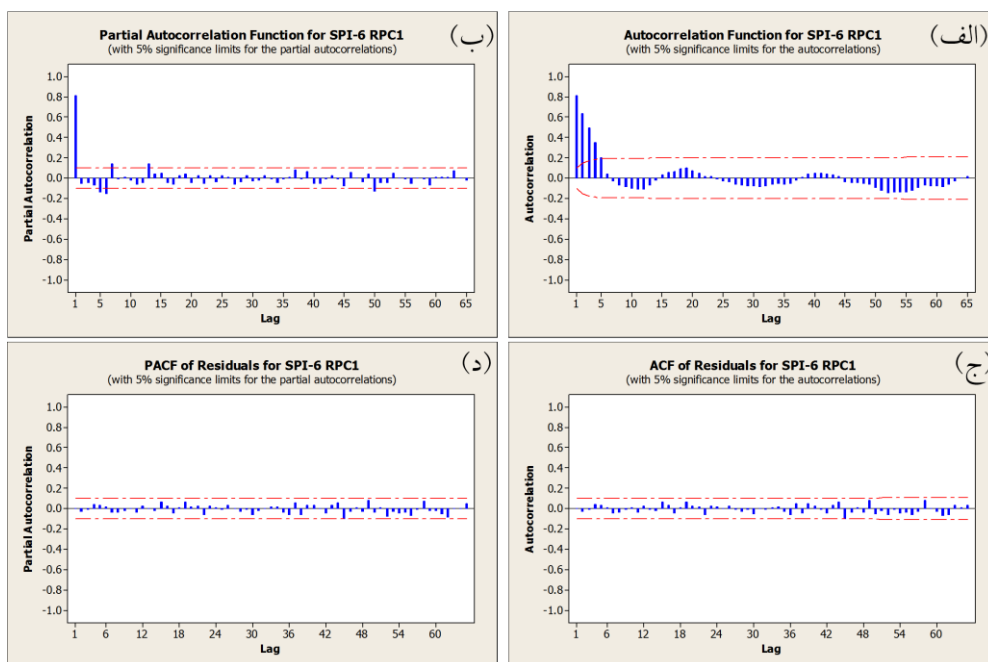 Partial Autocorrelation Function for SPI-6 RPC1
(with 5% significance limits for the partial autocorrelations)
(ب)
Partial Autocorrelation
1.0
0.8
0.6
0.4
0.2
0.0
-0.2
-0.4
-0.6
-0.8
-1.0
1 5 10 15 20 25 30 35 40 45 50 55 60 65
Lag
Autocorrelation Function for SPI-6 RPC1
(with 5% significance limits for the autocorrelations)
(الف)
Autocorrelation
1.0
0.8
0.6
0.4
0.2
0.0
-0.2
-0.4
-0.6
-0.8
-1.0
1 5 10 15 20 25 30 35 40 45 50 55 60 65
Lag
PACF of Residuals for SPI-6 RPC1
(with 5% significance limits for the partial autocorrelations)
(د)
Partial Autocorrelation
1.0
0.8
0.6
0.4
0.2
0.0
-0.2
-0.4
-0.6
-0.8
-1.0
1 6 12 18 24 30 36 42 48 54 60
Lag
ACF of Residuals for SPI-6 RPC1
(with 5% significance limits for the autocorrelations)
(ج)
Autocorrelation
1.0
0.8
0.6
0.4
0.2
0.0
-0.2
-0.4
-0.6
-0.8
-1.0
1 6 12 18 24 30 36 42 48 54 60
Lag